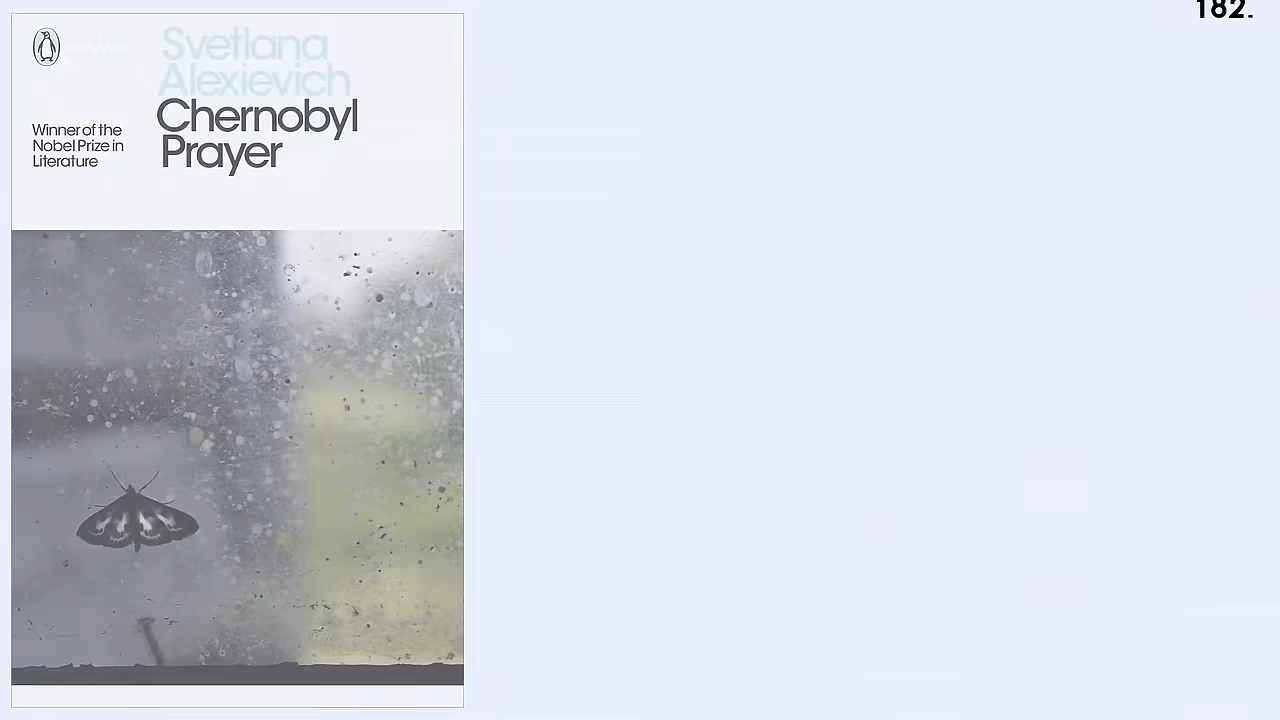 182.
Svetlana
Alexievich
Chernobyl
Prayer
Winner of the
Nobel Prize in
Literature